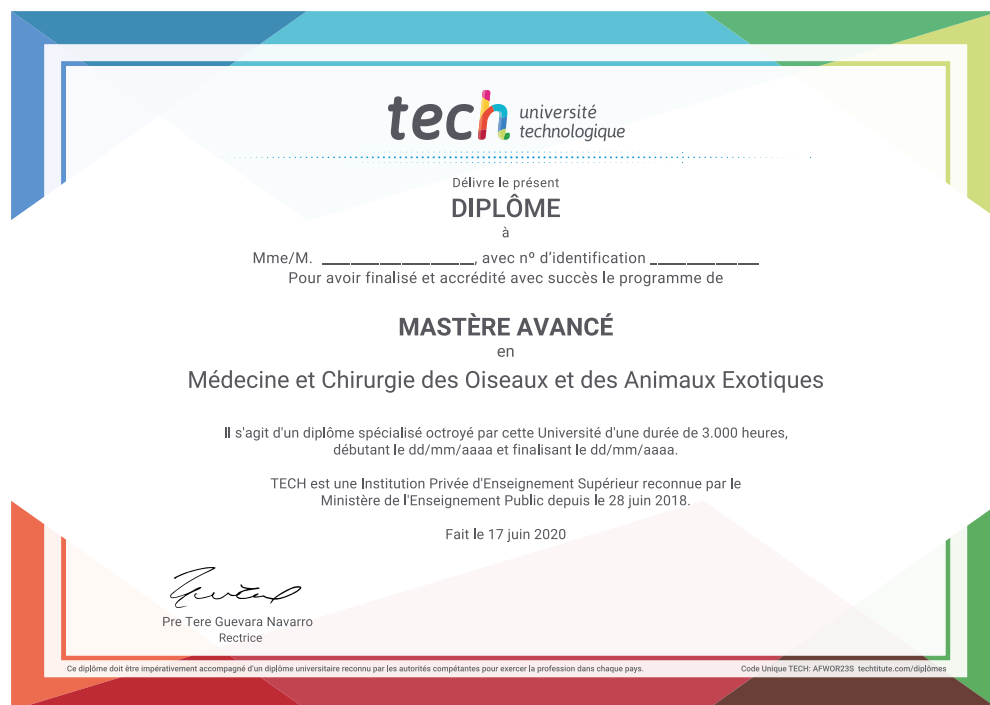 tech université
technologique
Délivre le présent
DIPLÔME
à
Mme/M. _________________, avec nº d'identification ____________
Pour avoir finalisé et accrédité avec succès le programme de
MASTÈRE AVANCÉ
en
Médecine et Chirurgie des Oiseaux et des Animaux Exotiques
Il s'agit d'un diplôme spécialisé octroyé par cette Université d'une durée de 3.000 heures,
débutant le dd/mm/aaaa et finalisant le dd/mm/aaaa.
TECH est une Institution Privée d'Enseignement Supérieur reconnue par le
Ministère de l'Enseignement Public depuis le 28 juin 2018.
Fait le 17 juin 2020
Pre Tere Guevara Navarro
Rectrice
Ce diplôme doit être impérativement accompagné d'un diplôme universitaire reconnu par les autorités compétantes pour exercer la profession dans chaque pays.
Code Unique TECH: AFWOR23S techtitute.com/diplômes